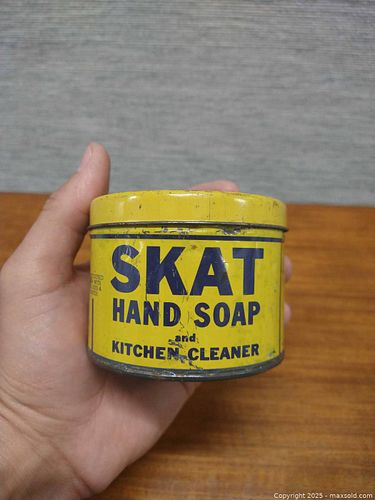 SKAT
HAND SOAP
and
KITCHEN CLEANER
Copyright 2025 - maxsold.com